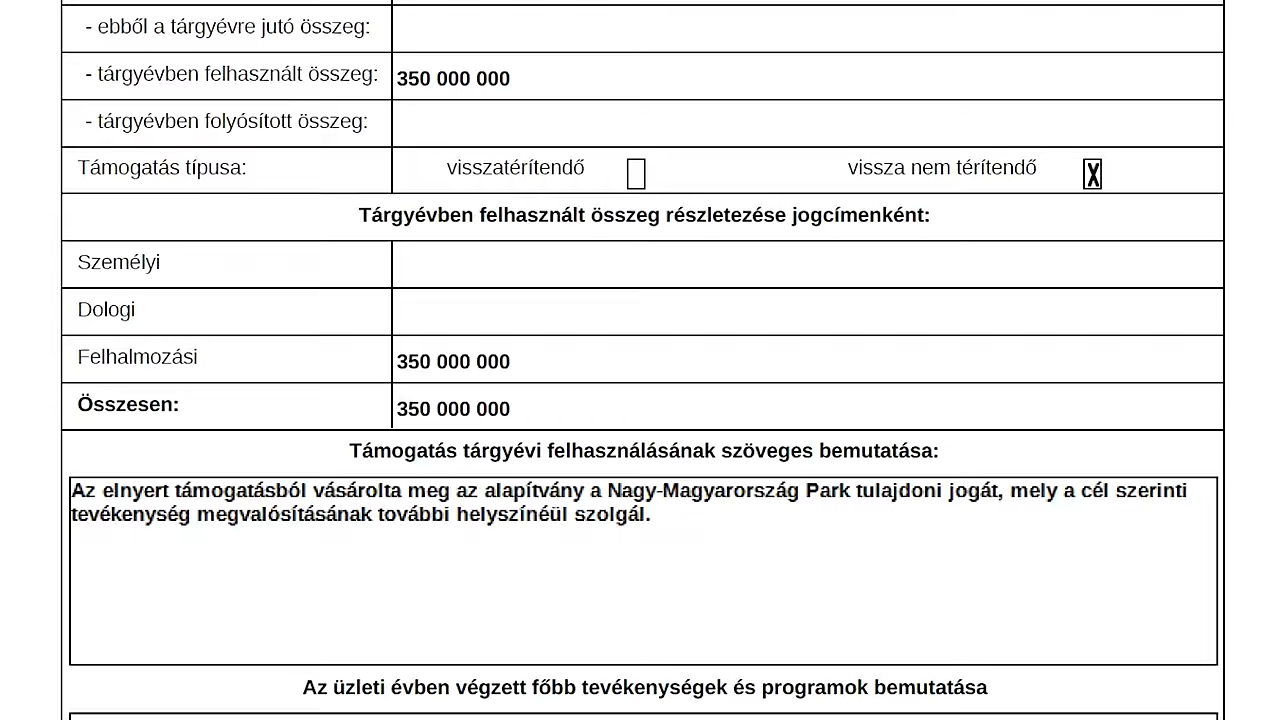 - ebből a tárgyévre jutó összeg:
- tárgyévben felhasznált összeg: 350 000 000
- tárgyévben folyósított összeg:
Támogatás típusa: visszatérítendő vissza nem térítendő X
Tárgyévben felhasznált összeg részletezése jogcímenként:
Személyi
Dologi
Felhalmozási 350 000 000
Összesen: 350 000 000
Támogatás tárgyévi felhasználásának szöveges bemutatása:
Az elnyert támogatásból vásárolta meg az alapítvány a Nagy-Magyarország Park tulajdoni jogát, mely a cél szerinti
tevékenység megvalósításának további helyszínéül szolgál.
Az üzleti évben végzett főbb tevékenységek és programok bemutatása